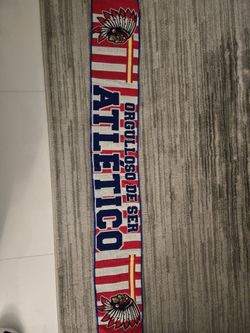 ORGULLOSO DE SER
ATLÉTICO